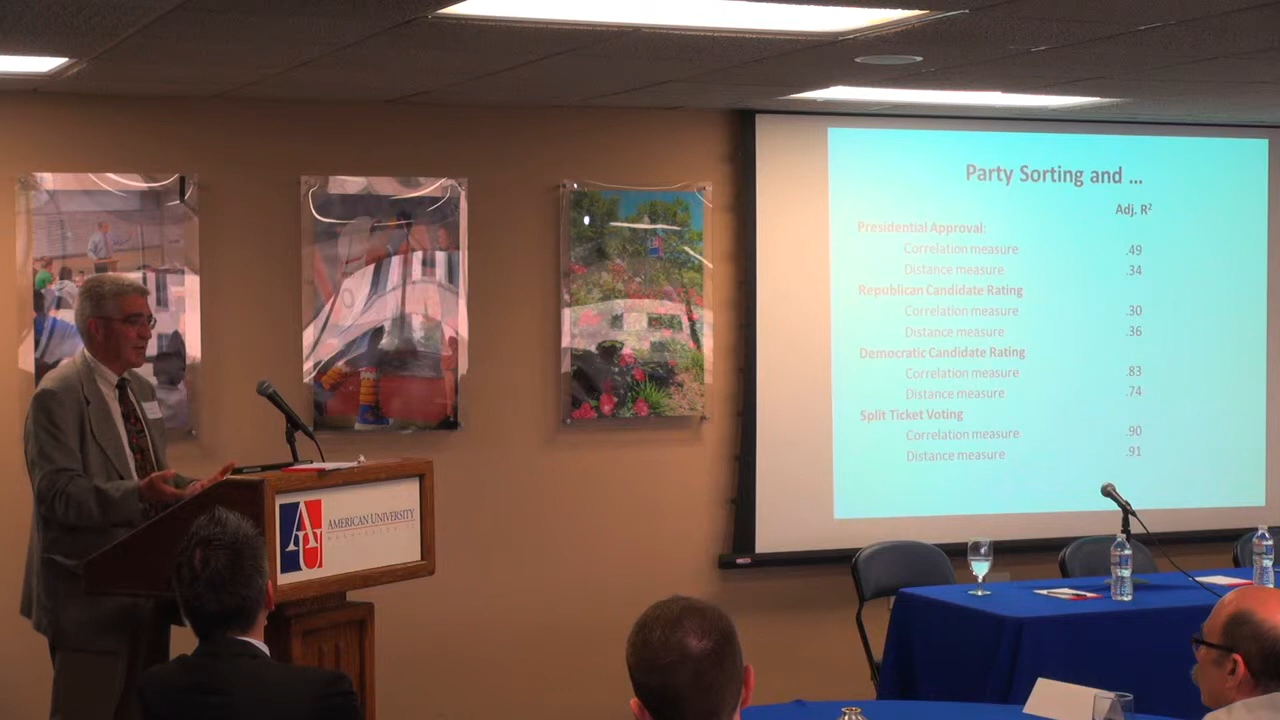 Party Sorting and ...
Adj. R²
Presidential Approval:
Correlation measure .49
Distance measure .34
Republican Candidate Rating
Correlation measure .30
Distance measure .36
Democratic Candidate Rating
Correlation measure .83
Distance measure .74
Split Ticket Voting
Correlation measure .90
Distance measure .91
AU
AMERICAN UNIVERSITY